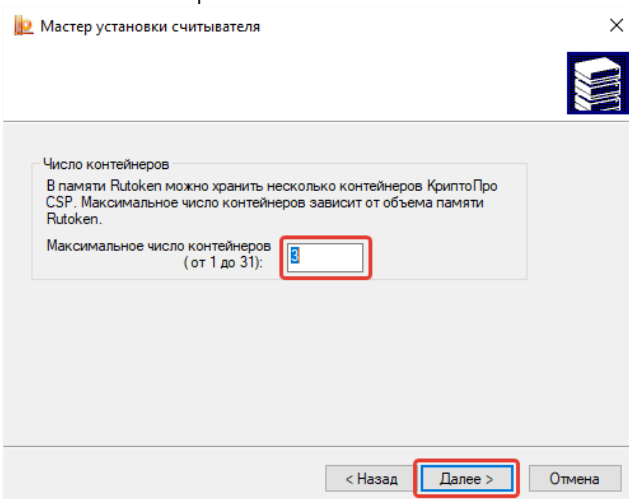 Мастер установки считывателя
Число контейнеров
В памяти Rutoken можно хранить несколько контейнеров КриптоПро
CSP. Максимальное число контейнеров зависит от объема памяти
Rutoken.
Максимальное число контейнеров
( от 1 до 31):
3
< Назад
Далее >
Отмена